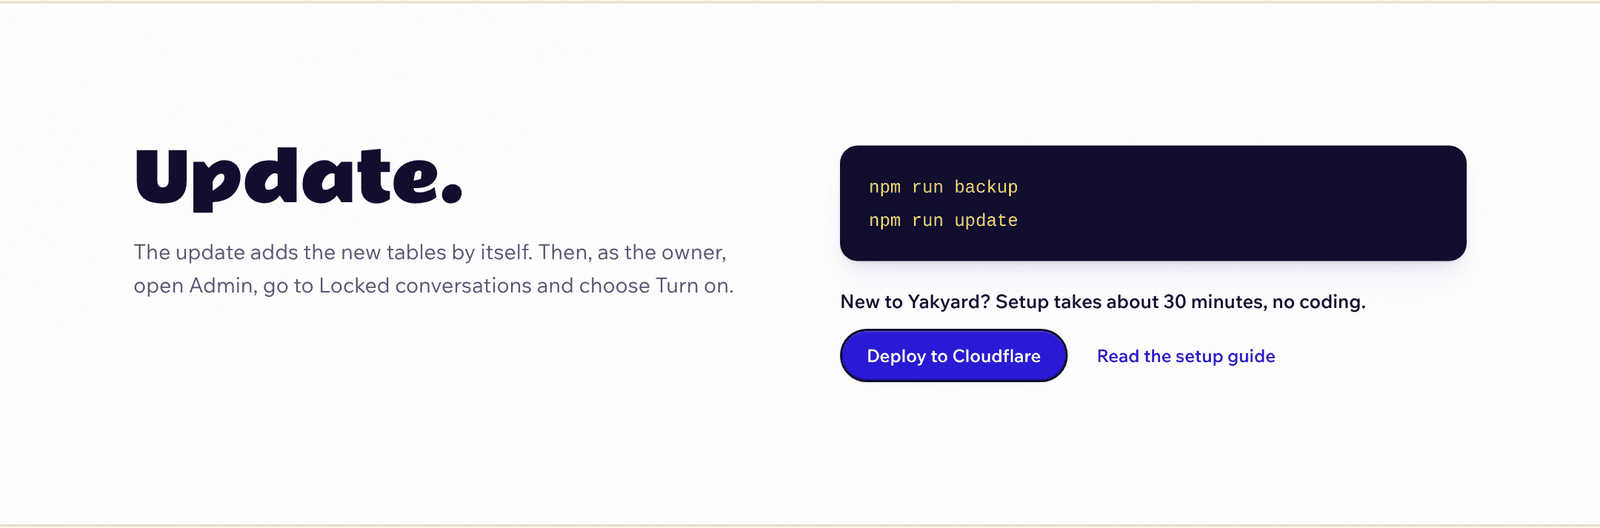 Update.
The update adds the new tables by itself. Then, as the owner,
open Admin, go to Locked conversations and choose Turn on.
npm run backup
npm run update
New to Yakyard? Setup takes about 30 minutes, no coding.
Deploy to Cloudflare
Read the setup guide